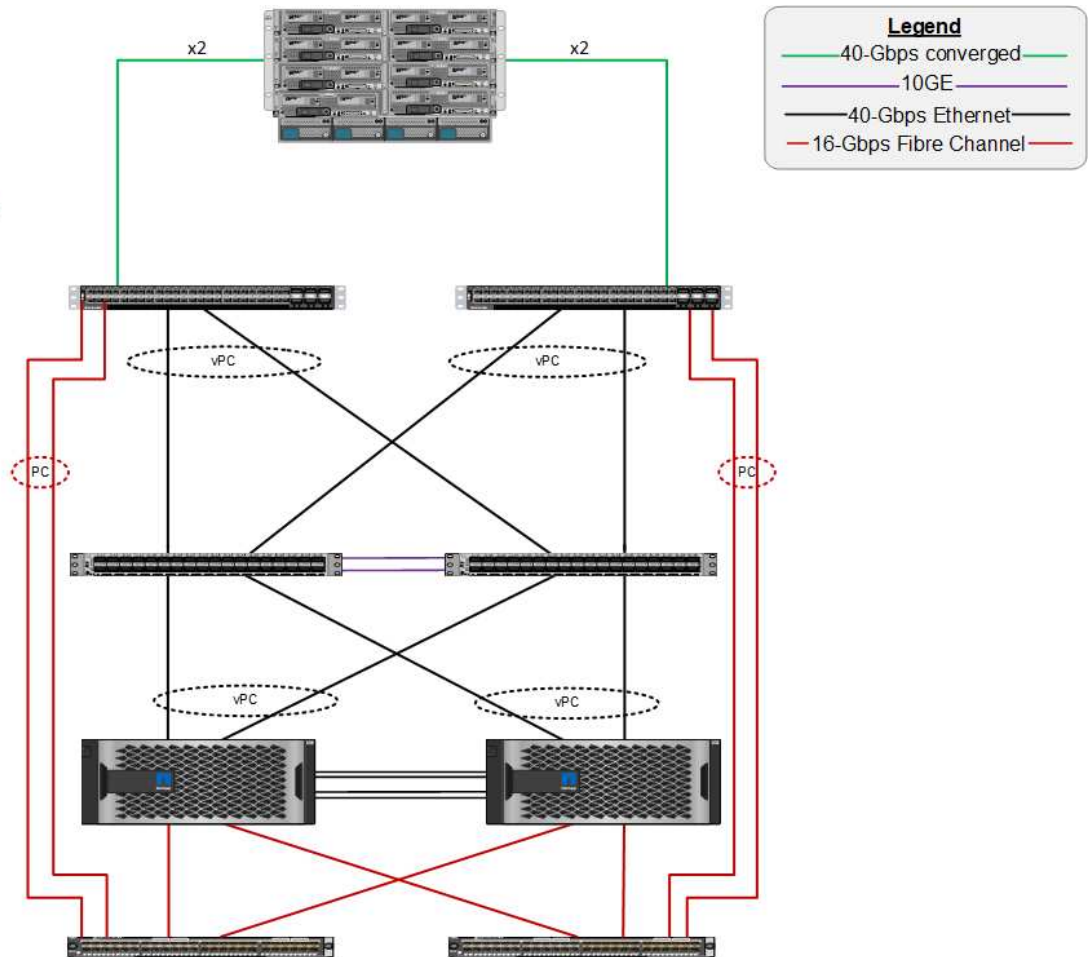 Legend
40-Gbps converged
10GE
40-Gbps Ethernet
16-Gbps Fibre Channel
x2
x2
vPC
vPC
PC
PC
vPC
vPC